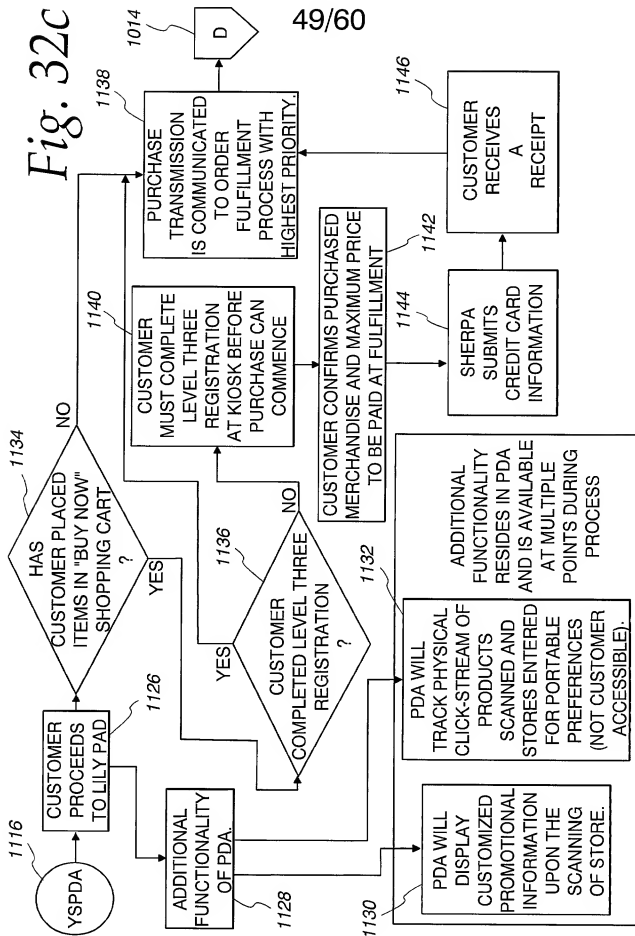 49/60
Fig. 32c
1116
YSPDA
1126
CUSTOMER
PROCEEDS
TO LILY PAD
1134
HAS
CUSTOMER PLACED
ITEMS IN "BUY NOW"
SHOPPING CART
?
NO
YES
1138
PURCHASE
TRANSMISSION
IS COMMUNICATED
TO ORDER
FULFILLMENT
PROCESS WITH
HIGHEST PRIORITY.
1014
D
1128
ADDITIONAL
FUNCTIONALITY
OF PDA.
1136
CUSTOMER
COMPLETED LEVEL THREE
REGISTRATION
?
YES
NO
1140
CUSTOMER
MUST COMPLETE
LEVEL THREE
REGISTRATION
AT KIOSK BEFORE
PURCHASE CAN
COMMENCE
1142
CUSTOMER CONFIRMS PURCHASED
MERCHANDISE AND MAXIMUM PRICE
TO BE PAID AT FULFILLMENT
1144
SHERPA
SUBMITS
CREDIT CARD
INFORMATION
1146
CUSTOMER
RECEIVES
A
RECEIPT
1130
PDA WILL
DISPLAY
CUSTOMIZED
PROMOTIONAL
INFORMATION
UPON THE
SCANNING
OF STORE.
1132
PDA WILL
TRACK PHYSICAL
CLICK-STREAM OF
PRODUCTS
SCANNED AND
STORES ENTERED
FOR PORTABLE
PREFERENCES
(NOT CUSTOMER
ACCESSIBLE).
ADDITIONAL
FUNCTIONALITY
RESIDES IN PDA
AND IS AVAILABLE
AT MULTIPLE
POINTS DURING
PROCESS